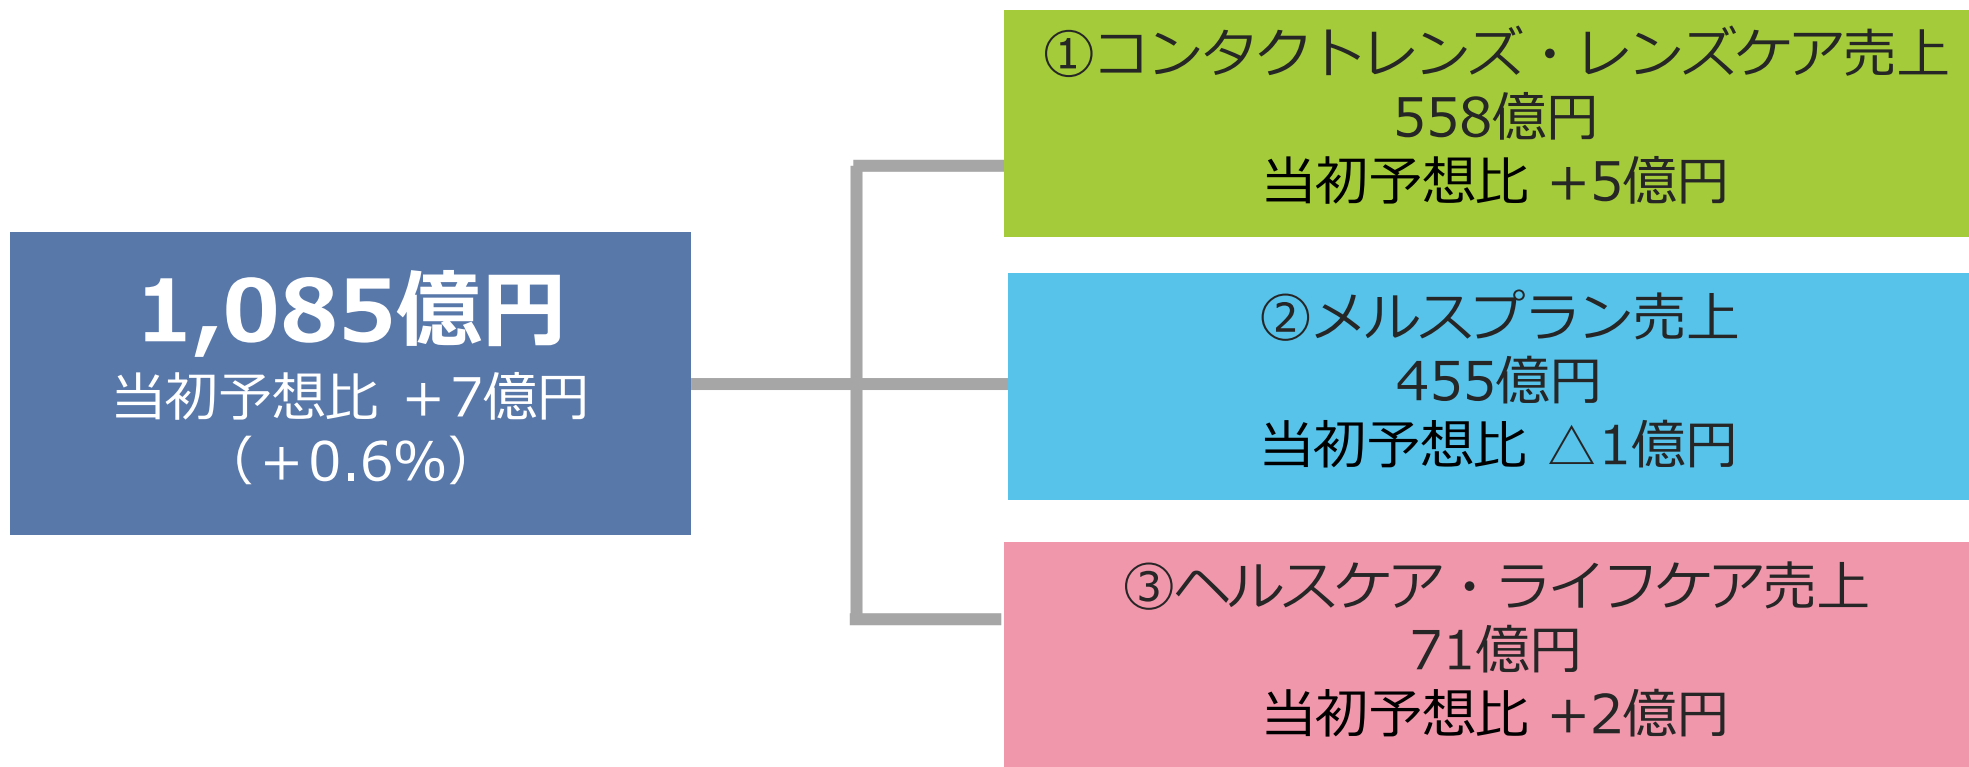 1,085億円
当初予想比 +7億円
（+0.6%）
①コンタクトレンズ・レンズケア売上
558億円
当初予想比 +5億円
②メルスプラン売上
455億円
当初予想比 △1億円
③ヘルスケア・ライフケア売上
71億円
当初予想比 +2億円